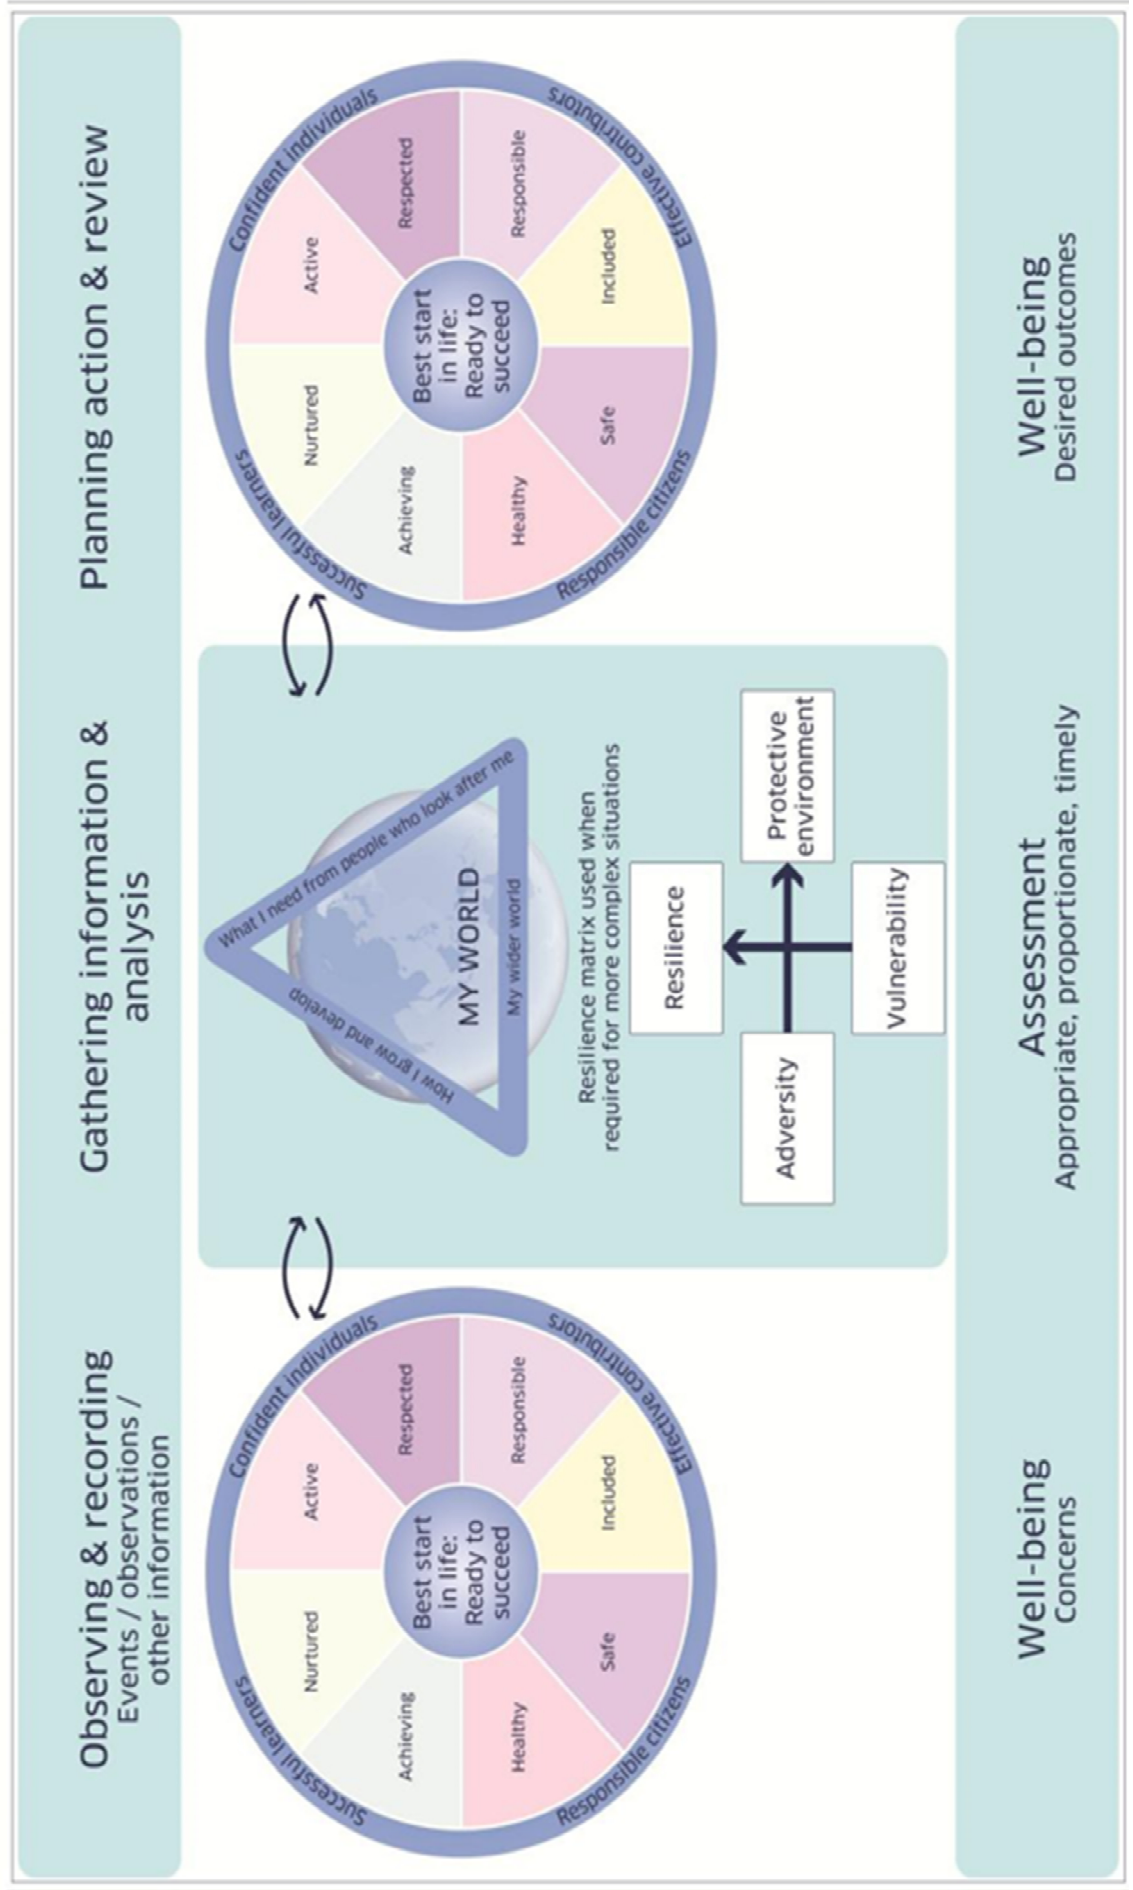 Observing & recording
Events / observations /
other information
Gathering information &
analysis
Planning action & review
Confident individuals
Effective contributors
Responsible citizens
Successful learners
Active
Respected
Responsible
Included
Safe
Healthy
Achieving
Nurtured
Best start
in life:
Ready to
succeed
What I need from people who look after me
How I grow and develop
MY WORLD
My wider world
Resilience matrix used when
required for more complex situations
Resilience
Adversity
Protective
environment
Vulnerability
Confident individuals
Effective contributors
Responsible citizens
Successful learners
Active
Respected
Responsible
Included
Safe
Healthy
Achieving
Nurtured
Best start
in life:
Ready to
succeed
Well-being
Concerns
Assessment
Appropriate, proportionate, timely
Well-being
Desired outcomes